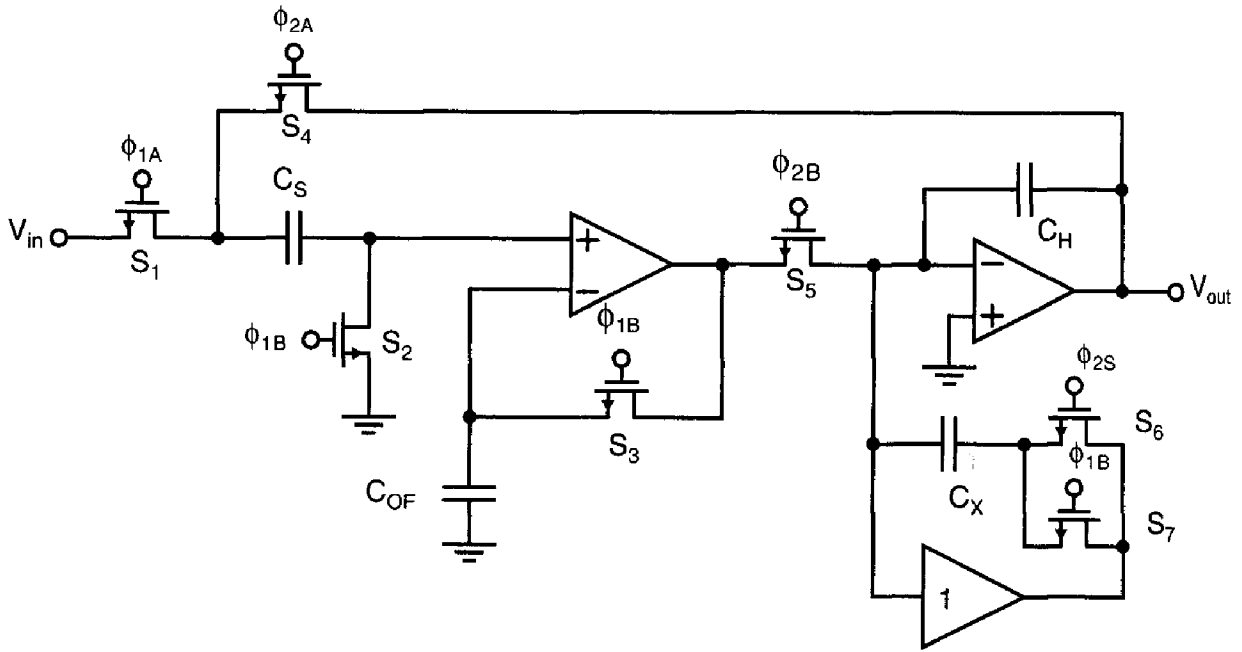 ϕ2A
S4
ϕ1A
CS
ϕ2B
Vin
S1
+
−
S5
CH
−
+
Vout
ϕ1B
S2
ϕ1B
S3
ϕ2S
S6
ϕ1B
COF
CX
S7
1